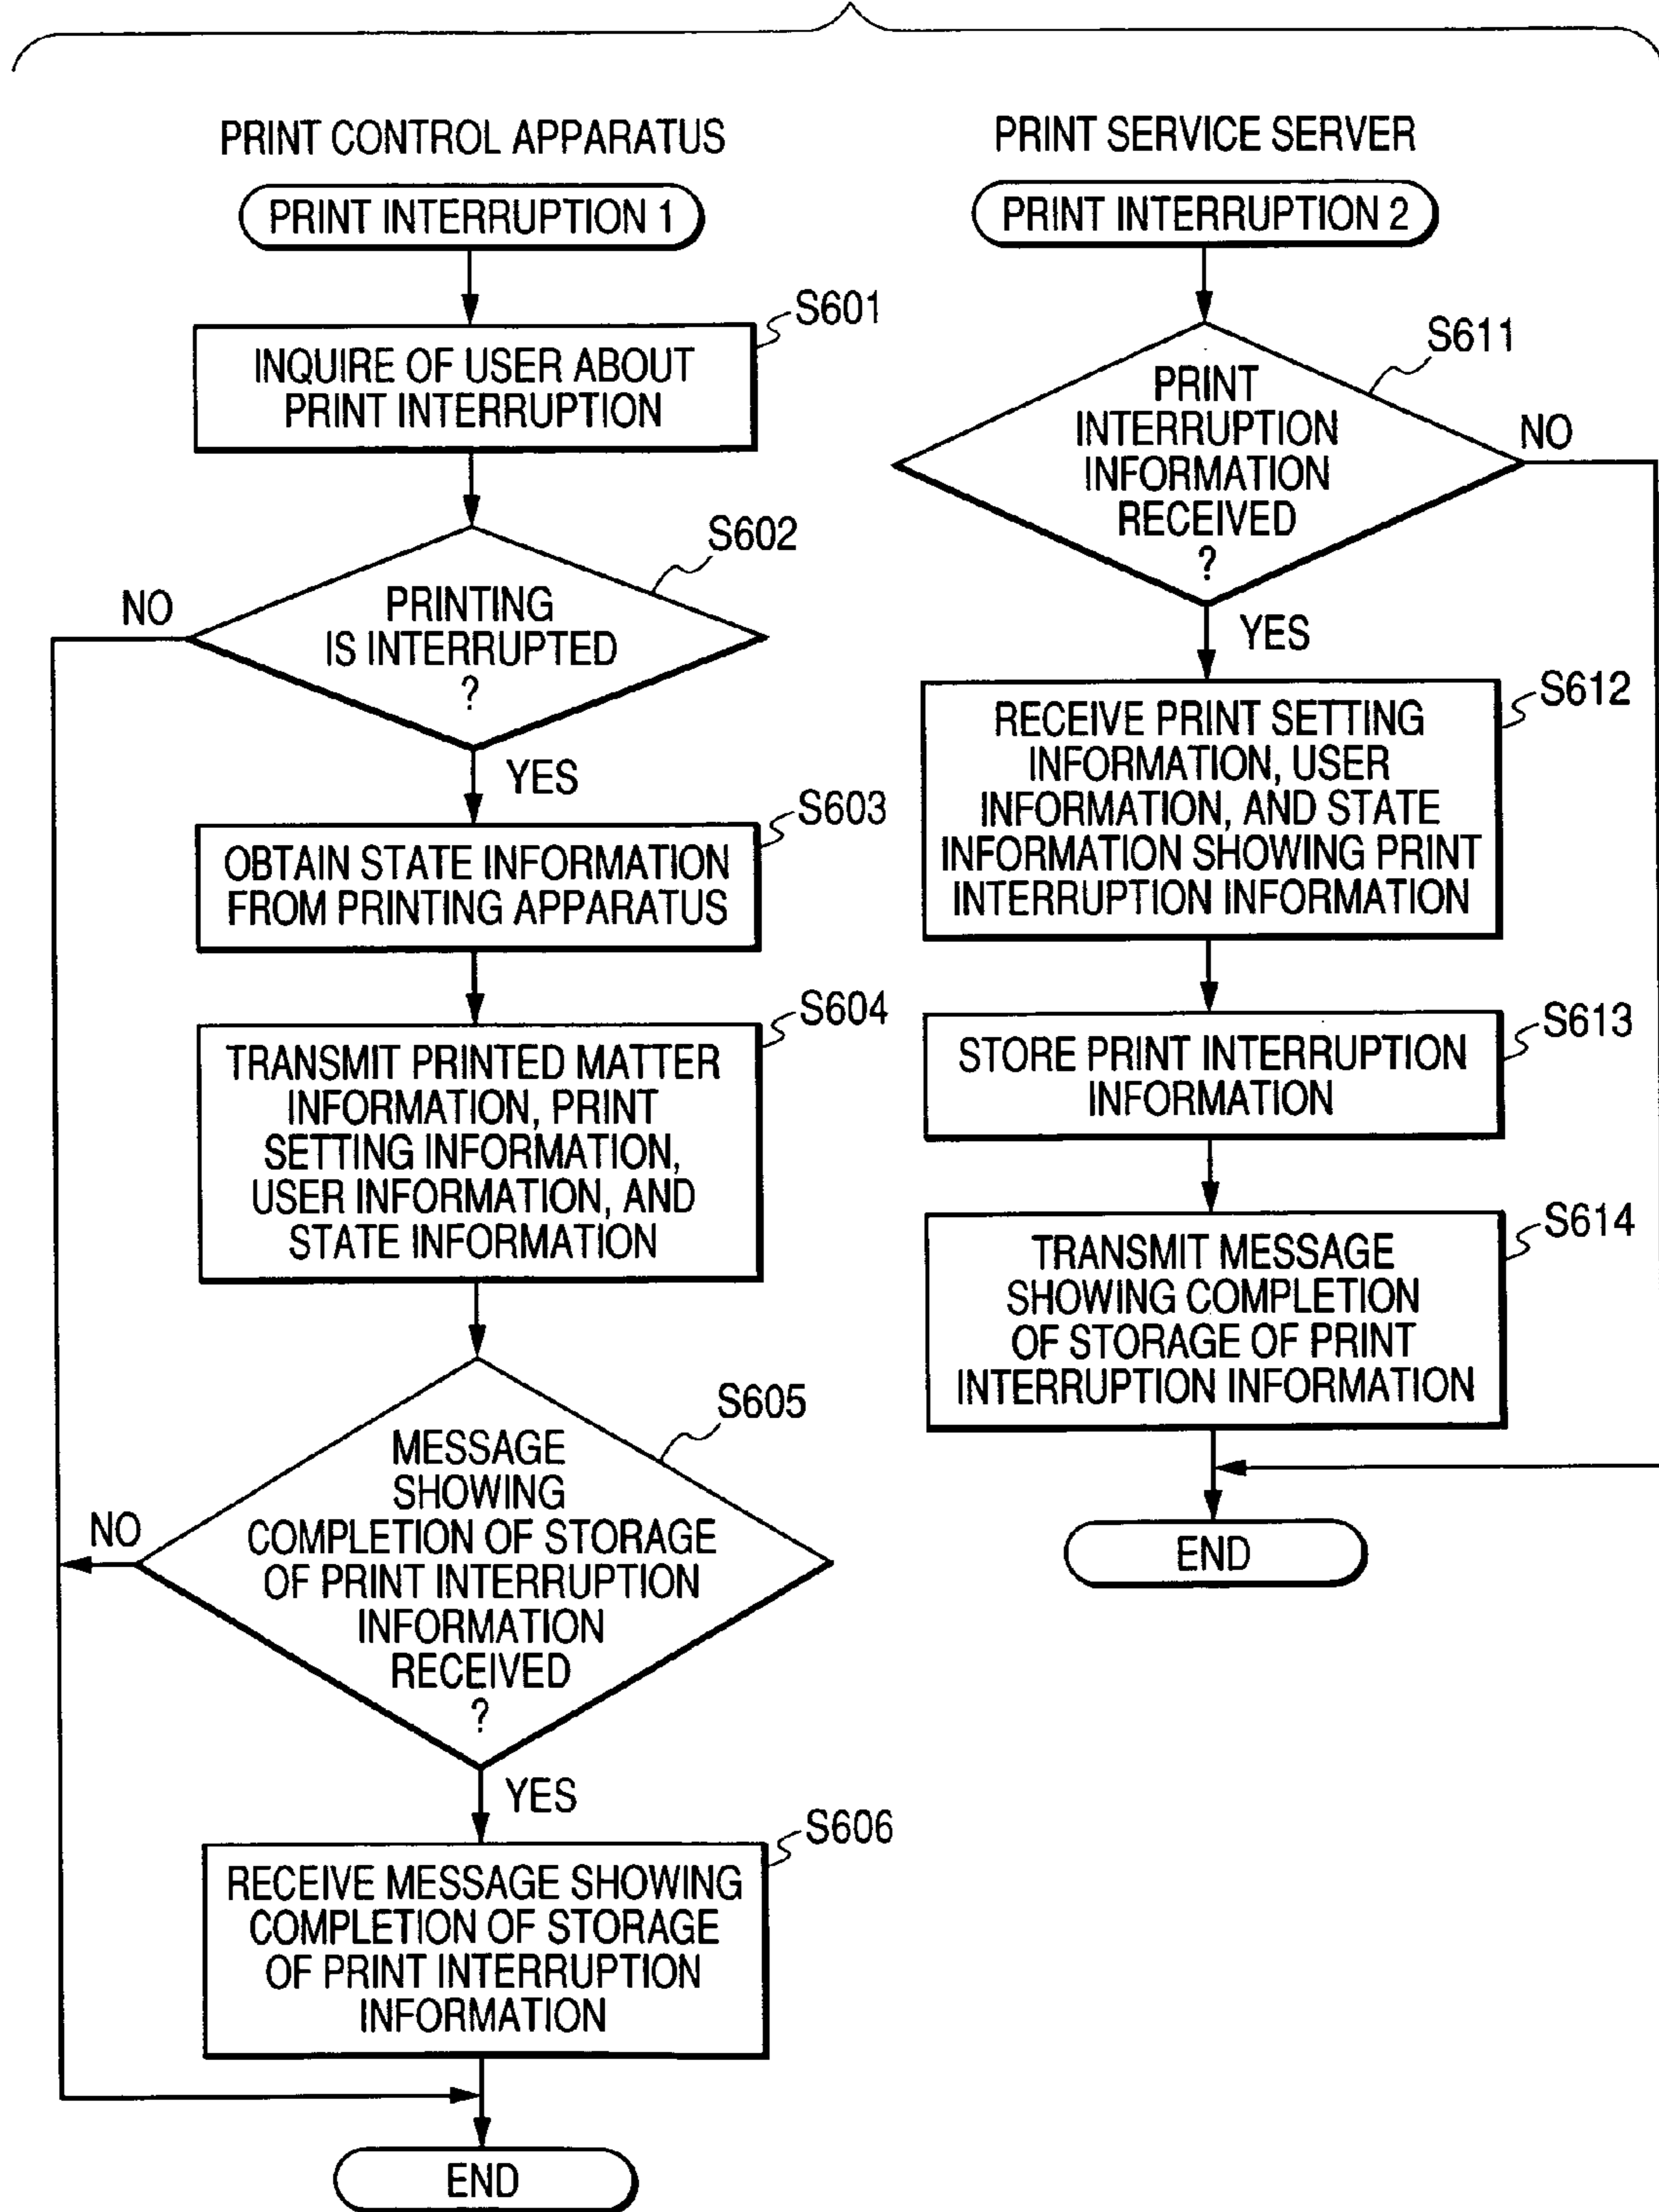 PRINT CONTROL APPARATUS
PRINT INTERRUPTION 1
S601
INQUIRE OF USER ABOUT
PRINT INTERRUPTION
S602
NO
PRINTING
IS INTERRUPTED
?
YES
S603
OBTAIN STATE INFORMATION
FROM PRINTING APPARATUS
S604
TRANSMIT PRINTED MATTER
INFORMATION, PRINT
SETTING INFORMATION,
USER INFORMATION, AND
STATE INFORMATION
S605
MESSAGE
SHOWING
COMPLETION OF STORAGE
OF PRINT INTERRUPTION
INFORMATION
RECEIVED
?
NO
YES
S606
RECEIVE MESSAGE SHOWING
COMPLETION OF STORAGE
OF PRINT INTERRUPTION
INFORMATION
END
PRINT SERVICE SERVER
PRINT INTERRUPTION 2
S611
PRINT
INTERRUPTION
INFORMATION
RECEIVED
?
NO
YES
S612
RECEIVE PRINT SETTING
INFORMATION, USER
INFORMATION, AND STATE
INFORMATION SHOWING PRINT
INTERRUPTION INFORMATION
S613
STORE PRINT INTERRUPTION
INFORMATION
S614
TRANSMIT MESSAGE
SHOWING COMPLETION
OF STORAGE OF PRINT
INTERRUPTION INFORMATION
END